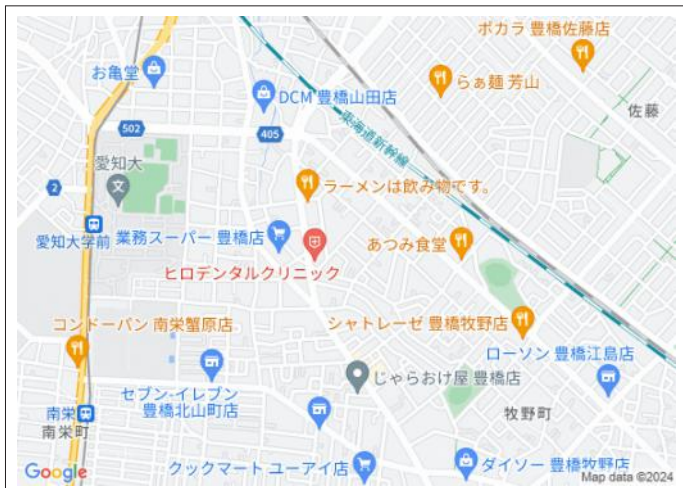 ポカラ 豊橋佐藤店
お亀堂
らぁ麺 芳山
DCM 豊橋山田店
佐藤
502
405
東海道新幹線
愛知大
文
2
ラーメンは飲み物です。
愛知大学前
業務スーパー 豊橋店
あつみ食堂
ヒロデンタルクリニック
コンドーパン 南栄蟹原店
シャトレーゼ 豊橋牧野店
ローソン 豊橋江島店
じゃらおけ屋 豊橋店
セブン-イレブン
豊橋北山町店
南栄
牧野町
南栄町
クックマート ユーアイ店
ダイソー 豊橋牧野店
Google
Map data ©2024